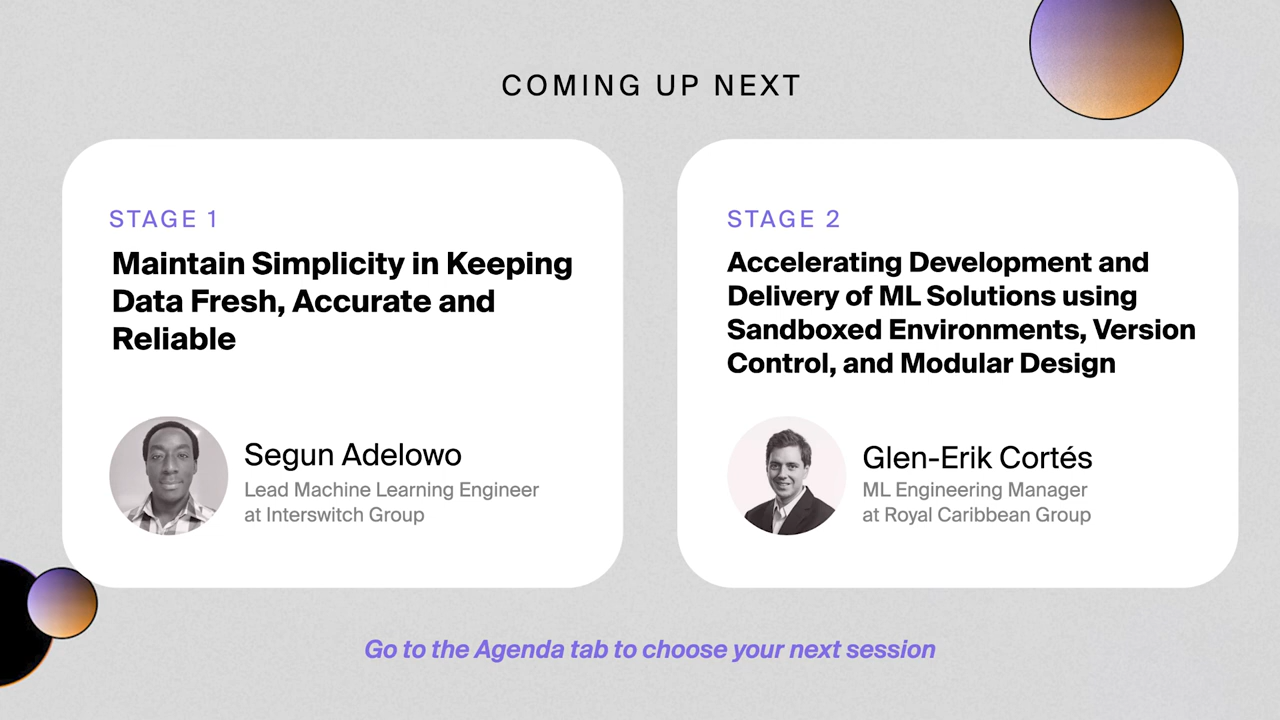 COMING UP NEXT
STAGE 1
Maintain Simplicity in Keeping
Data Fresh, Accurate and
Reliable
Segun Adelowo
Lead Machine Learning Engineer
at Interswitch Group
STAGE 2
Accelerating Development and
Delivery of ML Solutions using
Sandboxed Environments, Version
Control, and Modular Design
Glen-Erik Cortés
ML Engineering Manager
at Royal Caribbean Group
Go to the Agenda tab to choose your next session